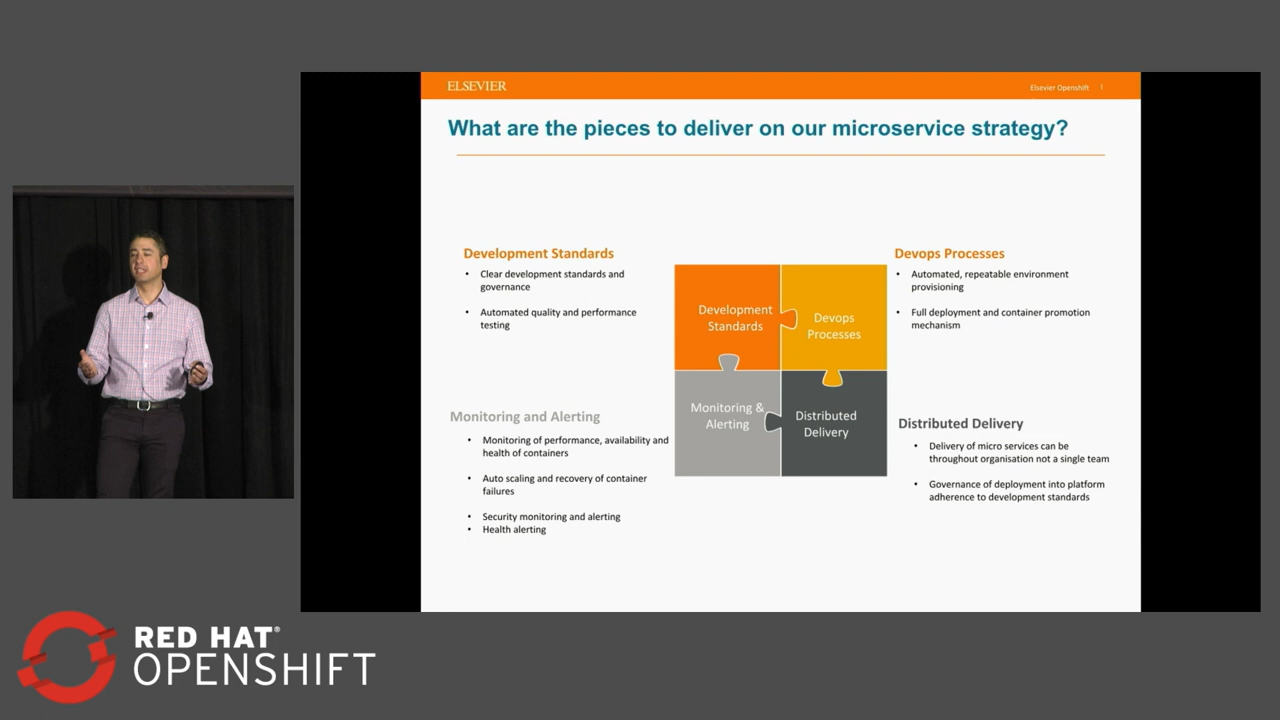 ELSEVIER
Elsevier Openshift 1
What are the pieces to deliver on our microservice strategy?
Development Standards
• Clear development standards and
governance
• Automated quality and performance
testing
Devops Processes
• Automated, repeatable environment
provisioning
• Full deployment and container promotion
mechanism
Development
Standards
Devops
Processes
Monitoring &
Alerting
Distributed
Delivery
Monitoring and Alerting
• Monitoring of performance, availability and
health of containers
• Auto scaling and recovery of container
failures
• Security monitoring and alerting
• Health alerting
Distributed Delivery
• Delivery of micro services can be
throughout organisation not a single team
• Governance of deployment into platform
adherence to development standards
RED HAT®
OPENSHIFT